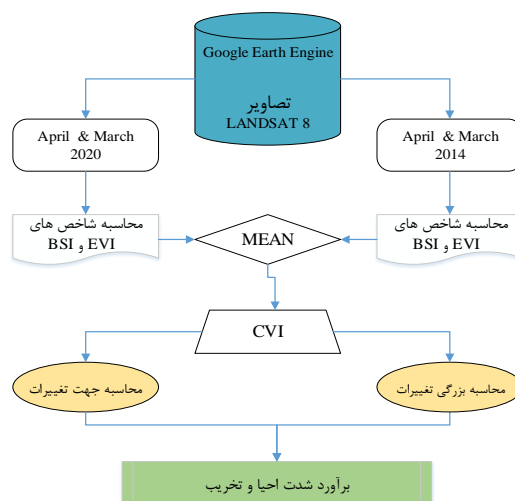 Google Earth Engine
تصاویر
LANDSAT 8
April & March
2020
April & March
2014
محاسبه شاخص های
EVI و BSI
MEAN
محاسبه شاخص های
EVI و BSI
CVI
محاسبه جهت تغییرات
محاسبه بزرگی تغییرات
برآورد شدت احیا و تخریب